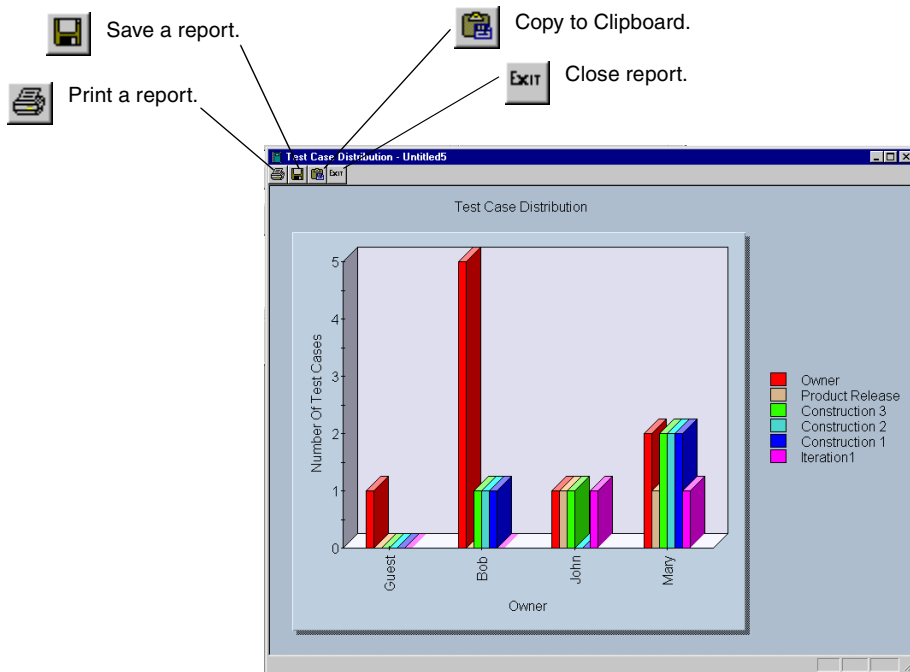 Save a report.
Copy to Clipboard.
EXIT
Close report.
Print a report.
Test Case Distribution - Untitled5
EXIT
Test Case Distribution
Number Of Test Cases
5
4
3
2
1
0
Guest
Bob
John
Mary
Owner
Owner
Product Release
Construction 3
Construction 2
Construction 1
Iteration1